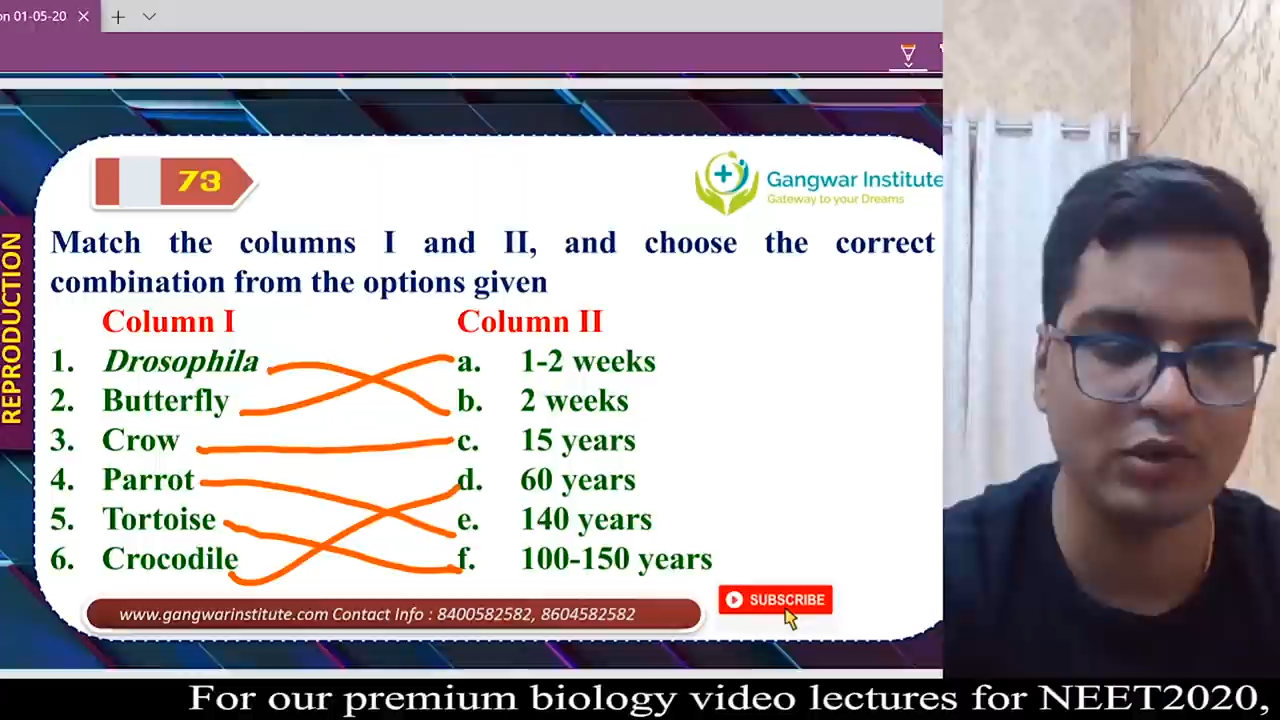 on 01-05-20
73
Gangwar Institute
Gateway to your Dreams
REPRODUCTION
Match the columns I and II, and choose the correct
combination from the options given
Column I Column II
1. Drosophila a. 1-2 weeks
2. Butterfly b. 2 weeks
3. Crow c. 15 years
4. Parrot d. 60 years
5. Tortoise e. 140 years
6. Crocodile f. 100-150 years
SUBSCRIBE
www.gangwarinstitute.com Contact Info : 8400582582, 8604582582
For our premium biology video lectures for NEET2020,